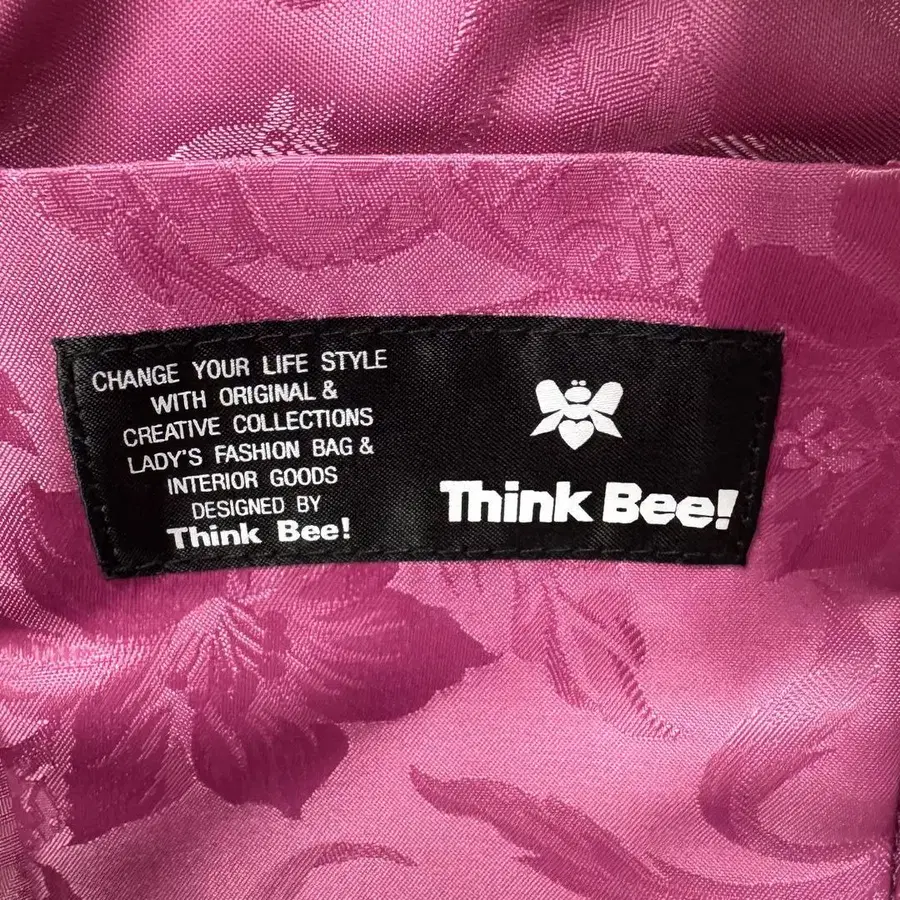 CHANGE YOUR LIFE STYLE
WITH ORIGINAL &
CREATIVE COLLECTIONS
LADY'S FASHION BAG &
INTERIOR GOODS
DESIGNED BY
Think Bee!
Think Bee!